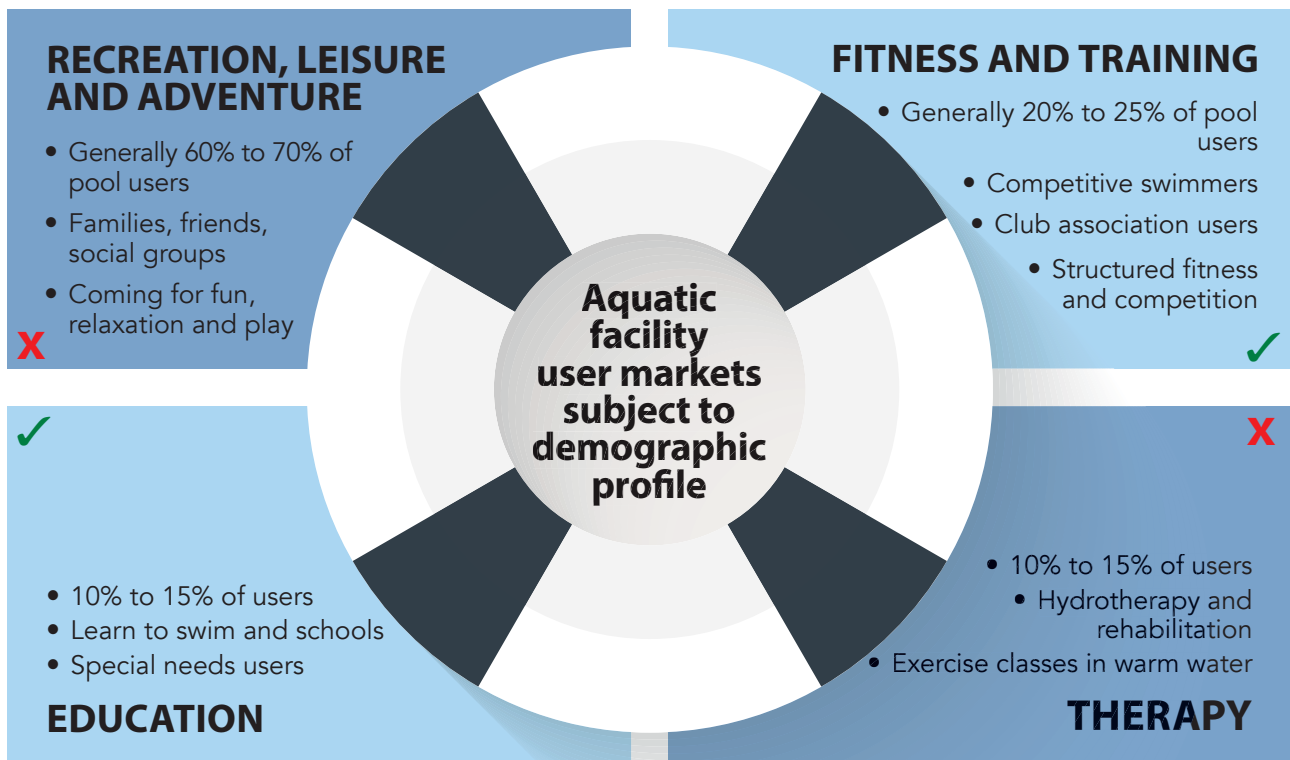 RECREATION, LEISURE
AND ADVENTURE
• Generally 60% to 70% of
pool users
• Families, friends,
social groups
• Coming for fun,
relaxation and play
X
FITNESS AND TRAINING
• Generally 20% to 25% of pool
users
• Competitive swimmers
• Club association users
• Structured fitness
and competition
✓
Aquatic
facility
user markets
subject to
demographic
profile
✓
• 10% to 15% of users
• Learn to swim and schools
• Special needs users
EDUCATION
X
• 10% to 15% of users
• Hydrotherapy and
rehabilitation
• Exercise classes in warm water
THERAPY